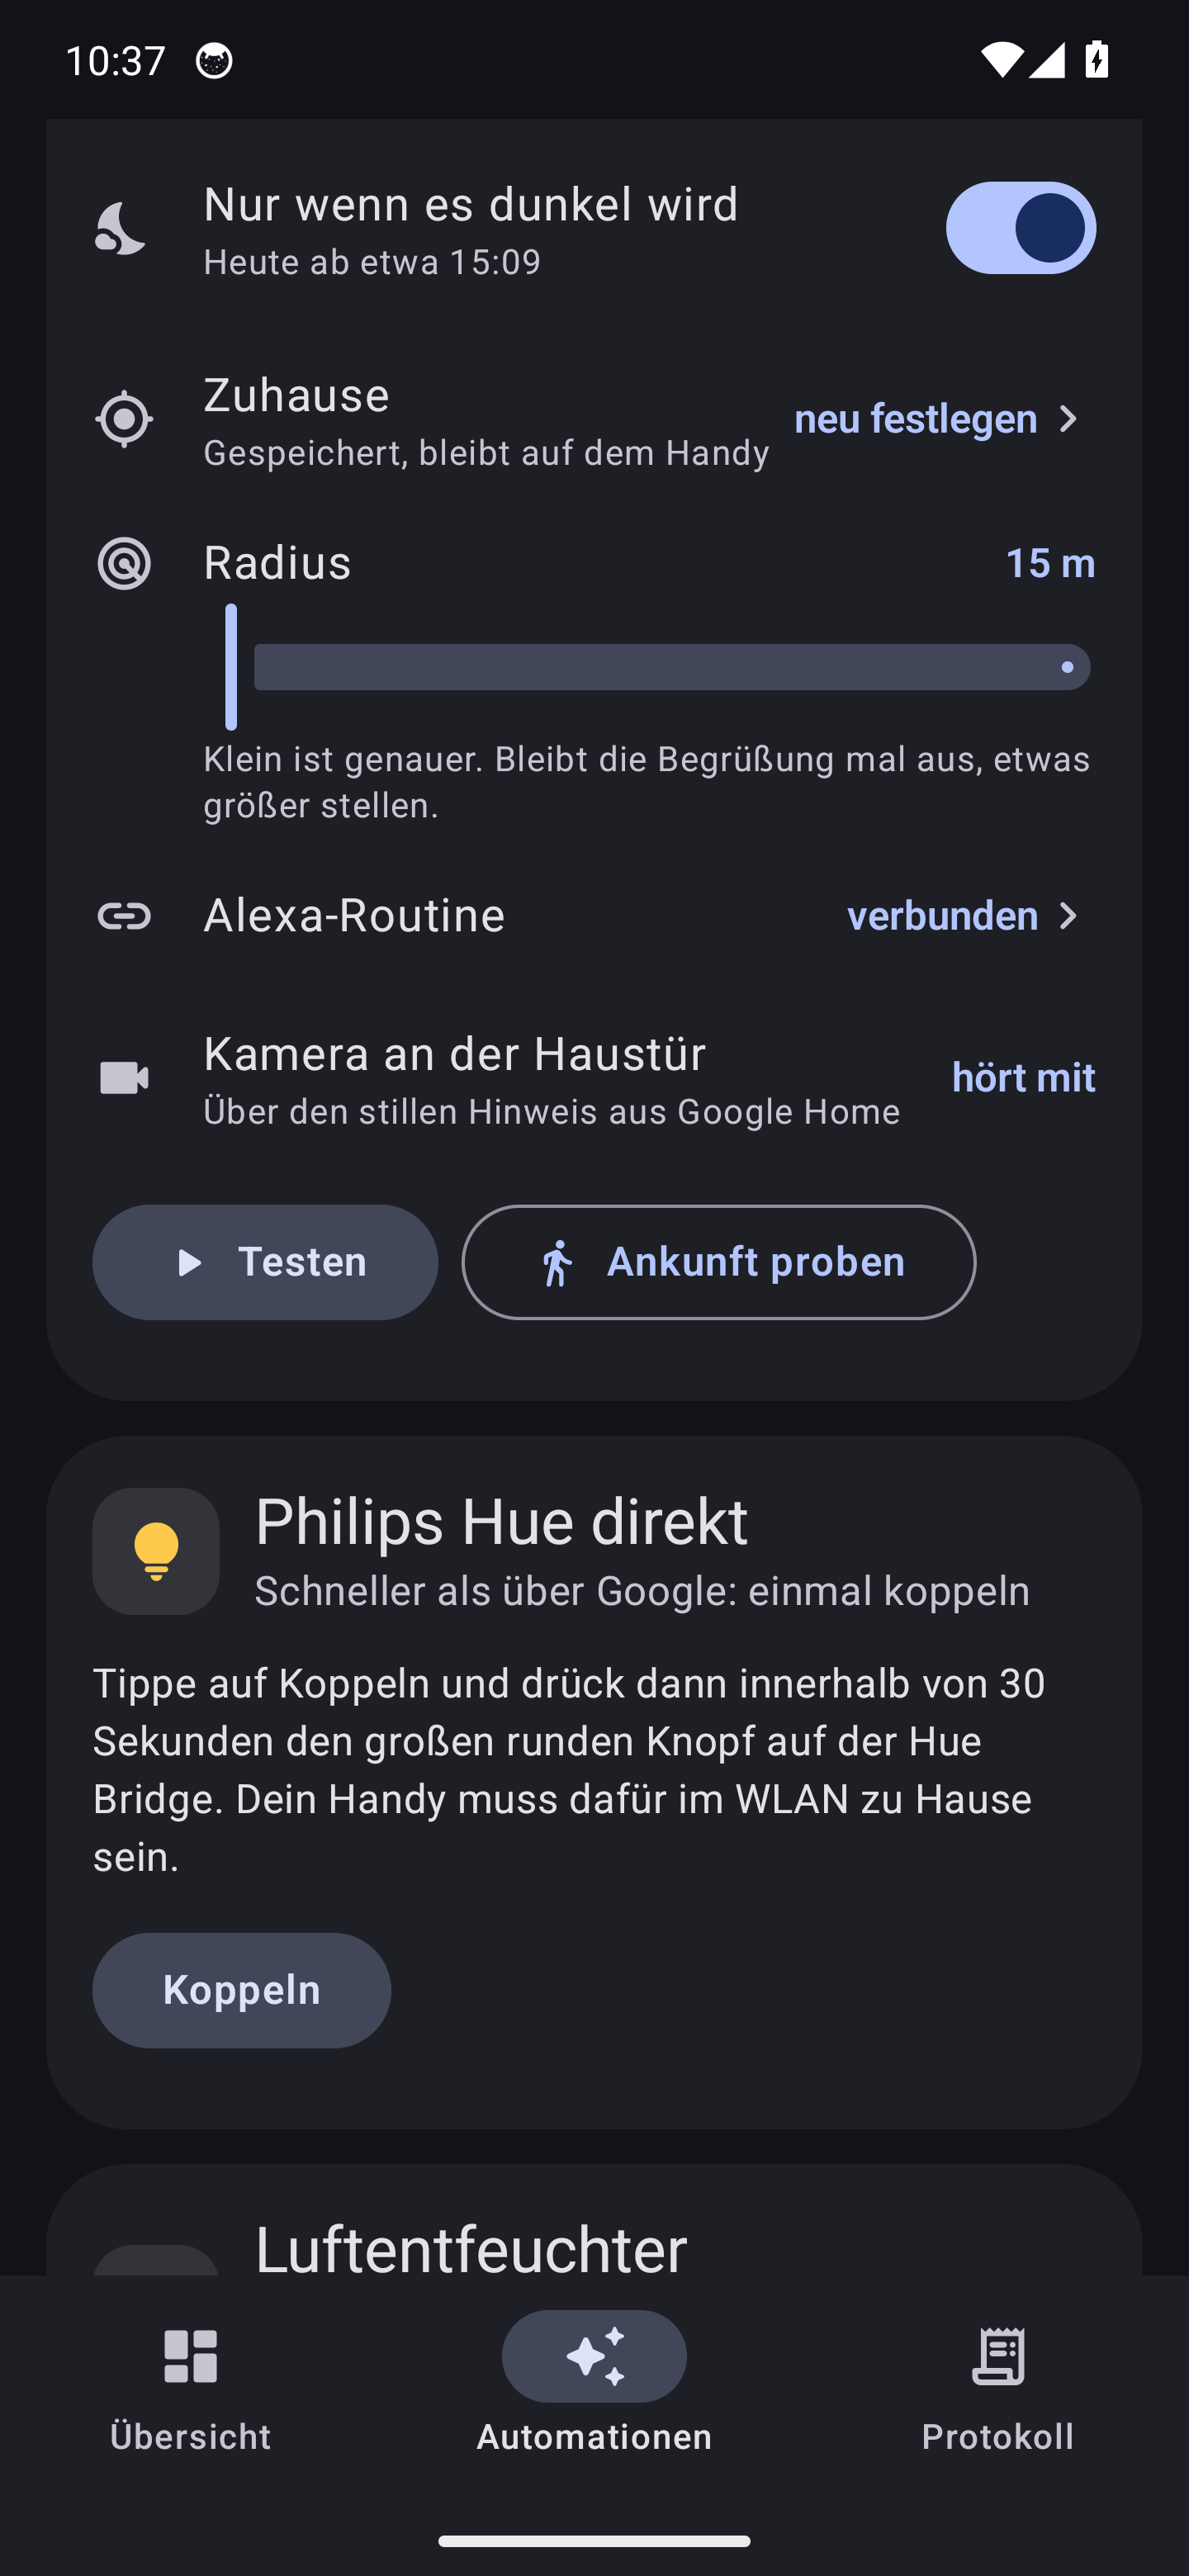 10:37
Nur wenn es dunkel wird
Heute ab etwa 15:09
Zuhause
Gespeichert, bleibt auf dem Handy
neu festlegen
Radius
15 m
Klein ist genauer. Bleibt die Begrüßung mal aus, etwas
größer stellen.
Alexa-Routine
verbunden
Kamera an der Haustür
Über den stillen Hinweis aus Google Home
hört mit
Testen
Ankunft proben
Philips Hue direkt
Schneller als über Google: einmal koppeln
Tippe auf Koppeln und drück dann innerhalb von 30
Sekunden den großen runden Knopf auf der Hue
Bridge. Dein Handy muss dafür im WLAN zu Hause
sein.
Koppeln
Luftentfeuchter
Übersicht
Automationen
Protokoll